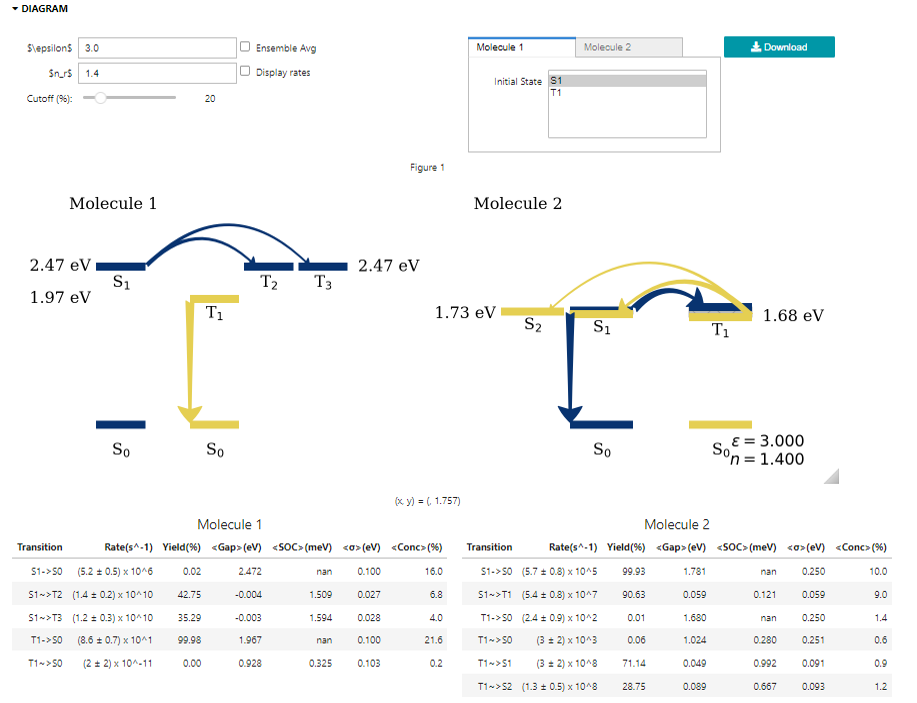 DIAGRAM
$\epsilon$ 3.0 Ensemble Avg
$n_r$ 1.4 Display rates
Cutoff (%): 20
Molecule 1 Molecule 2
Download
Initial State S1
T1
Figure 1
Molecule 1
2.47 eV
S1
T2
T3
2.47 eV
1.97 eV
T1
S0
S0
Molecule 2
1.73 eV
S2
S1
T1
1.68 eV
S0
S0
ε = 3.000
n = 1.400
(x, y) = (, 1.757)
Molecule 1
Transition Rate(s^-1) Yield(%) <Gap>(eV) <SOC>(meV) <σ>(eV) <Conc>(%)
S1->S0 (5.2 ± 0.5) x 10^6 0.02 2.472 nan 0.100 16.0
S1~>T2 (1.4 ± 0.2) x 10^10 42.75 -0.004 1.509 0.027 6.8
S1~>T3 (1.2 ± 0.3) x 10^10 35.29 -0.003 1.594 0.028 4.0
T1->S0 (8.6 ± 0.7) x 10^1 99.98 1.967 nan 0.100 21.6
T1~>S0 (2 ± 2) x 10^-11 0.00 0.928 0.325 0.103 0.2
Molecule 2
Transition Rate(s^-1) Yield(%) <Gap>(eV) <SOC>(meV) <σ>(eV) <Conc>(%)
S1->S0 (5.7 ± 0.8) x 10^5 99.93 1.781 nan 0.250 10.0
S1~>T1 (5.4 ± 0.8) x 10^7 90.63 0.059 0.121 0.059 9.0
T1->S0 (2.4 ± 0.9) x 10^2 0.01 1.680 nan 0.250 1.4
T1~>S0 (3 ± 2) x 10^3 0.06 1.024 0.280 0.251 0.6
T1~>S1 (3 ± 2) x 10^8 71.14 0.049 0.992 0.091 0.9
T1~>S2 (1.3 ± 0.5) x 10^8 28.75 0.089 0.667 0.093 1.2